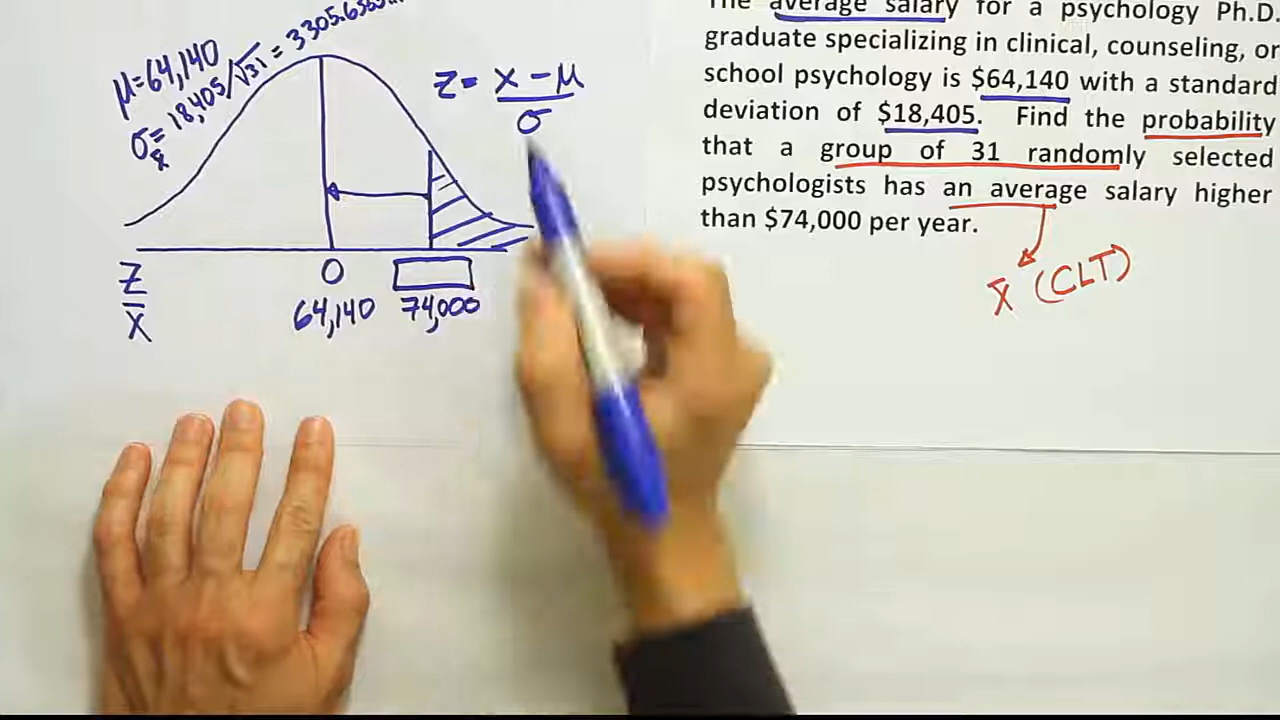 μ=64,140
σx̄ = 18,405/√31 = 3305.6355...
z = x - μ
σ
Z 0
X̄ 64,140 74,000
The average salary for a psychology Ph.D.
graduate specializing in clinical, counseling, or
school psychology is $64,140 with a standard
deviation of $18,405. Find the probability
that a group of 31 randomly selected
psychologists has an average salary higher
than $74,000 per year.
x̄ (CLT)